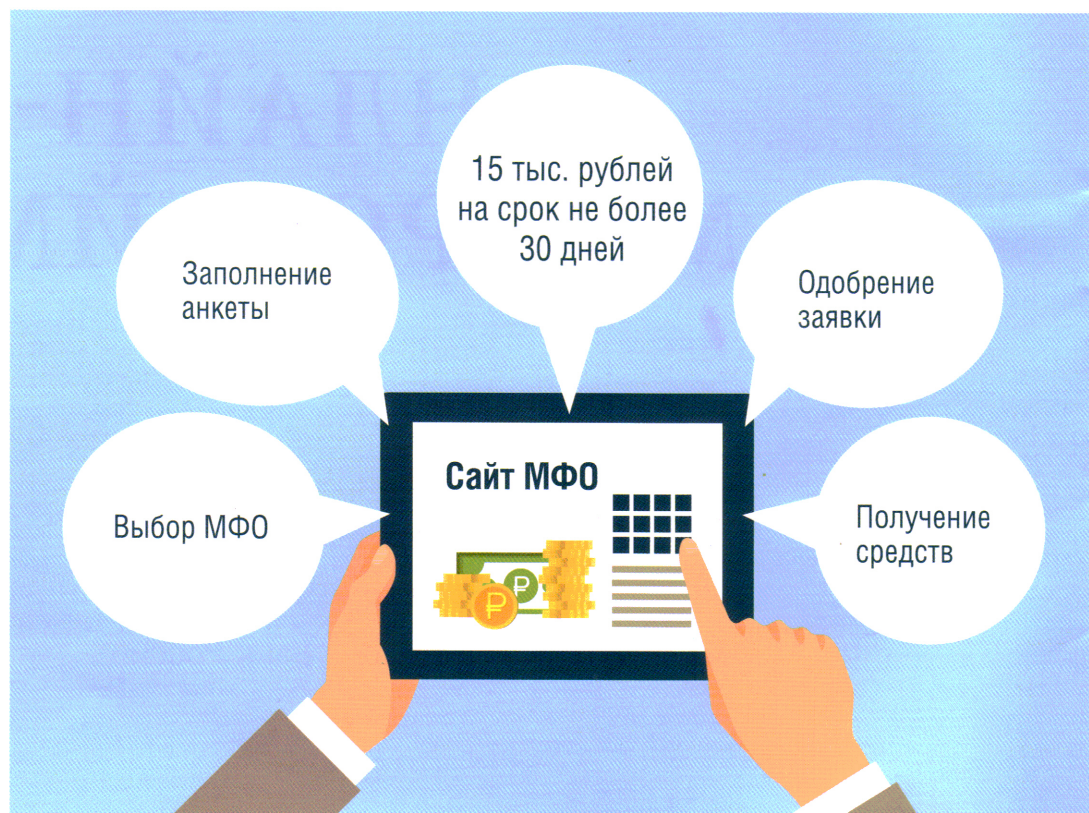 15 тыс. рублей
на срок не более
30 дней
Заполнение
анкеты
Одобрение
заявки
Выбор МФО
Сайт МФО
Получение
средств